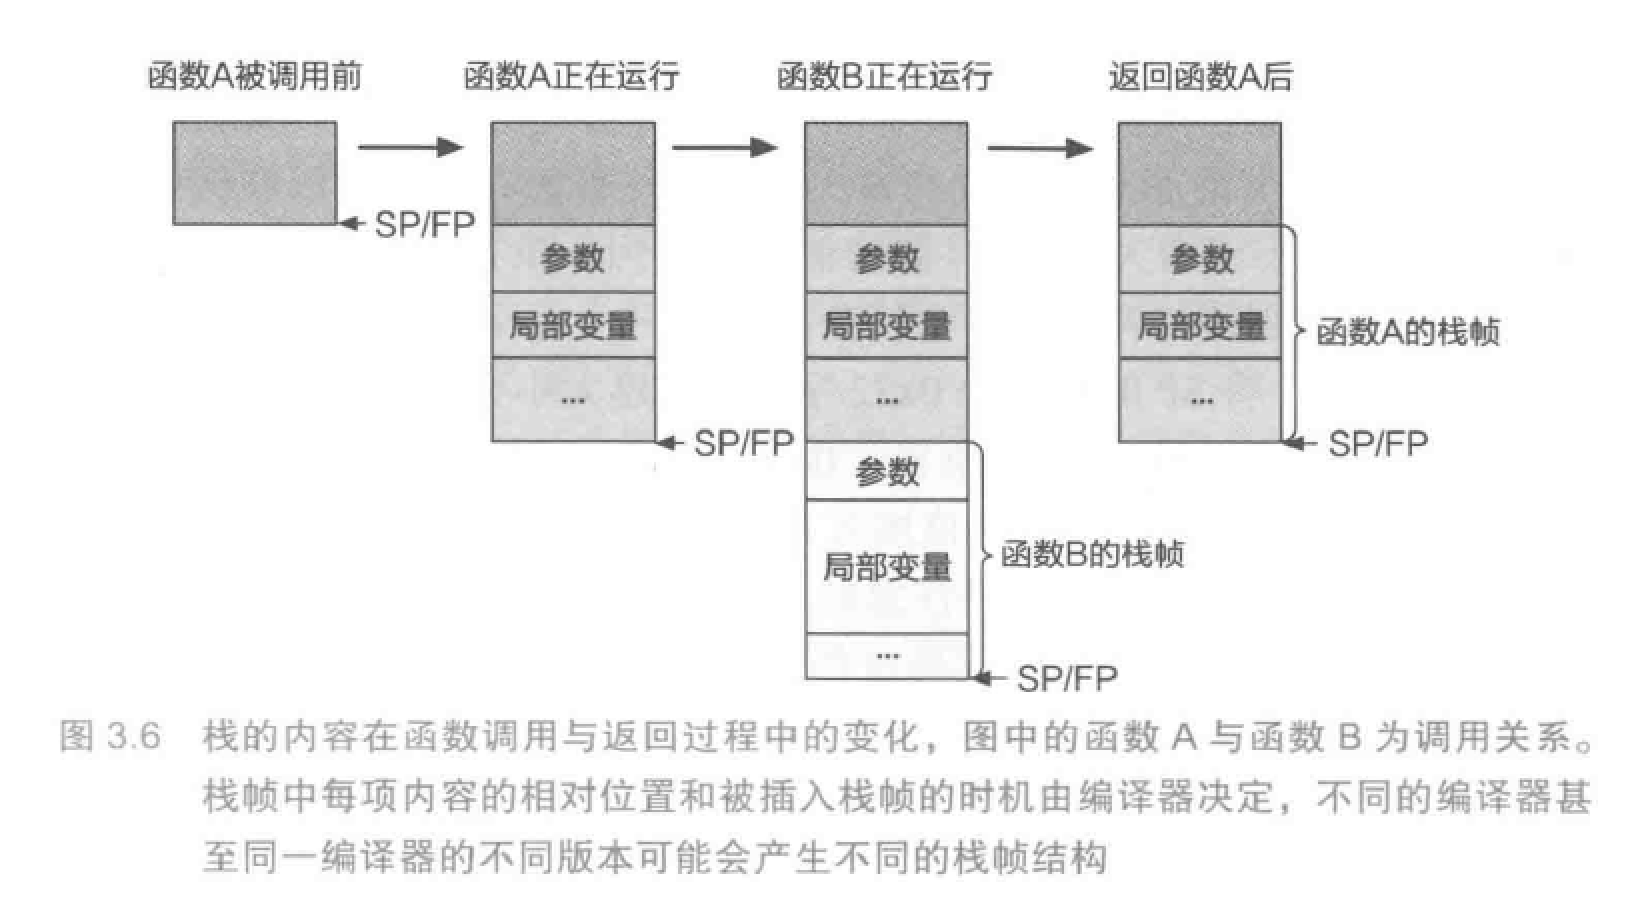 函数A被调用前
函数A正在运行
函数B正在运行
返回函数A后
SP/FP
参数
局部变量
...
SP/FP
参数
局部变量
...
参数
局部变量
...
函数B的栈帧
SP/FP
参数
局部变量
...
函数A的栈帧
SP/FP
图 3.6 栈的内容在函数调用与返回过程中的变化，图中的函数 A 与函数 B 为调用关系。
栈帧中每项内容的相对位置和被插入栈帧的时机由编译器决定，不同的编译器甚
至同一编译器的不同版本可能会产生不同的栈帧结构